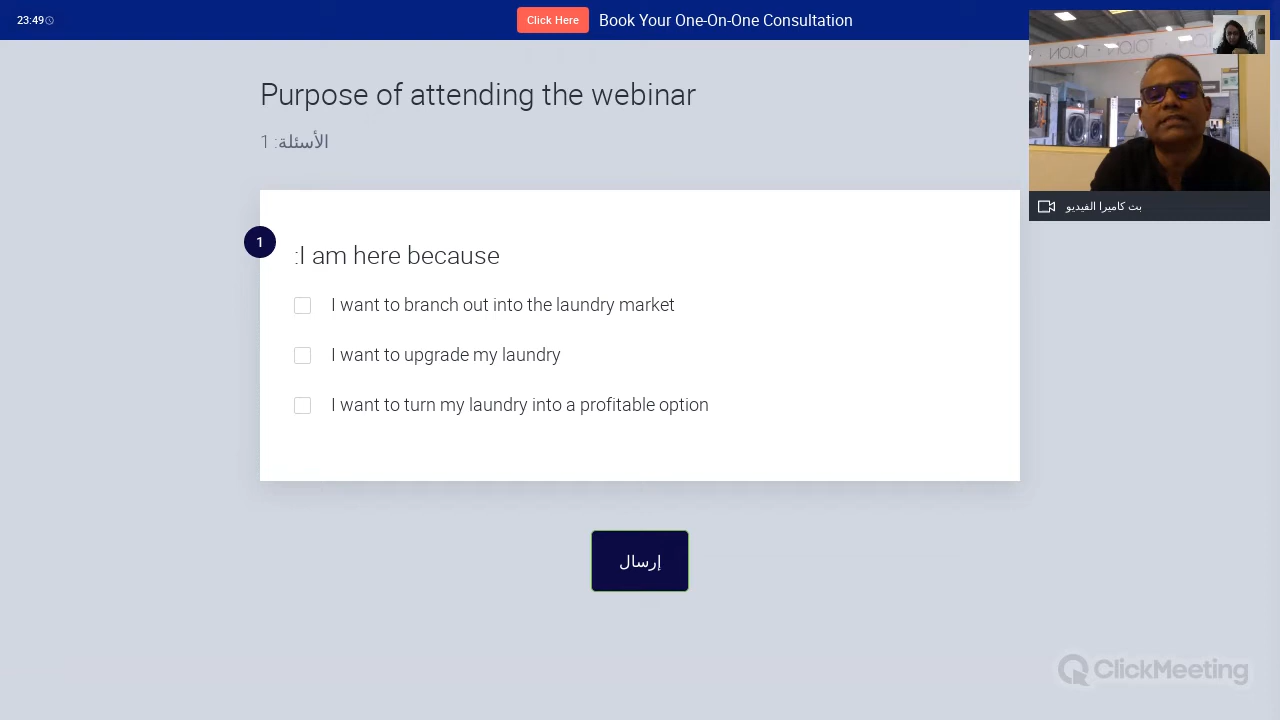 23:49
Click Here
Book Your One-On-One Consultation
Purpose of attending the webinar
الأسئلة: 1
بث كاميرا الفيديو
1
:I am here because
I want to branch out into the laundry market
I want to upgrade my laundry
I want to turn my laundry into a profitable option
إرسال
ClickMeeting